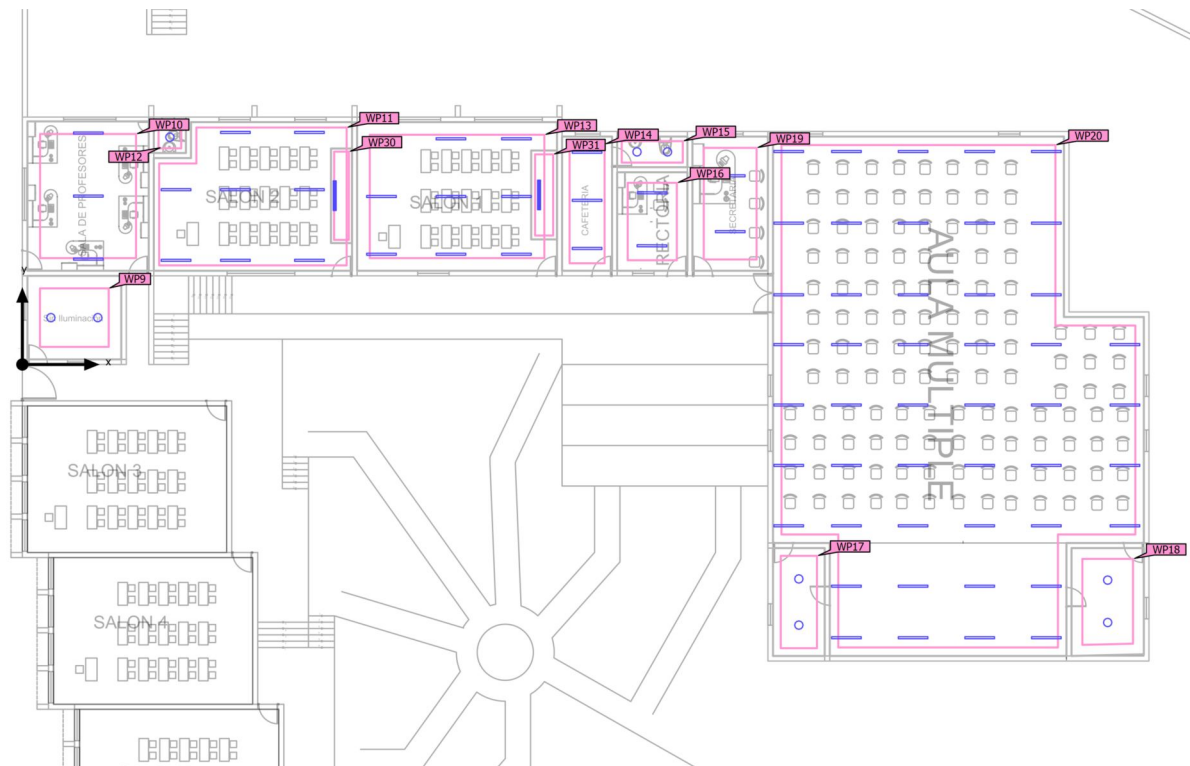 WP10
WP11
WP12
WP30
WP13
WP31
WP14
WP15
WP16
WP19
WP20
SALA DE PROFESORES
SALON 2
SALON 1
CAFETERIA
RECTORIA
SECRETARIA
AULA MULTIPLE
y
x
WP9
Iluminacion
SALON 3
SALON 4
WP17
WP18